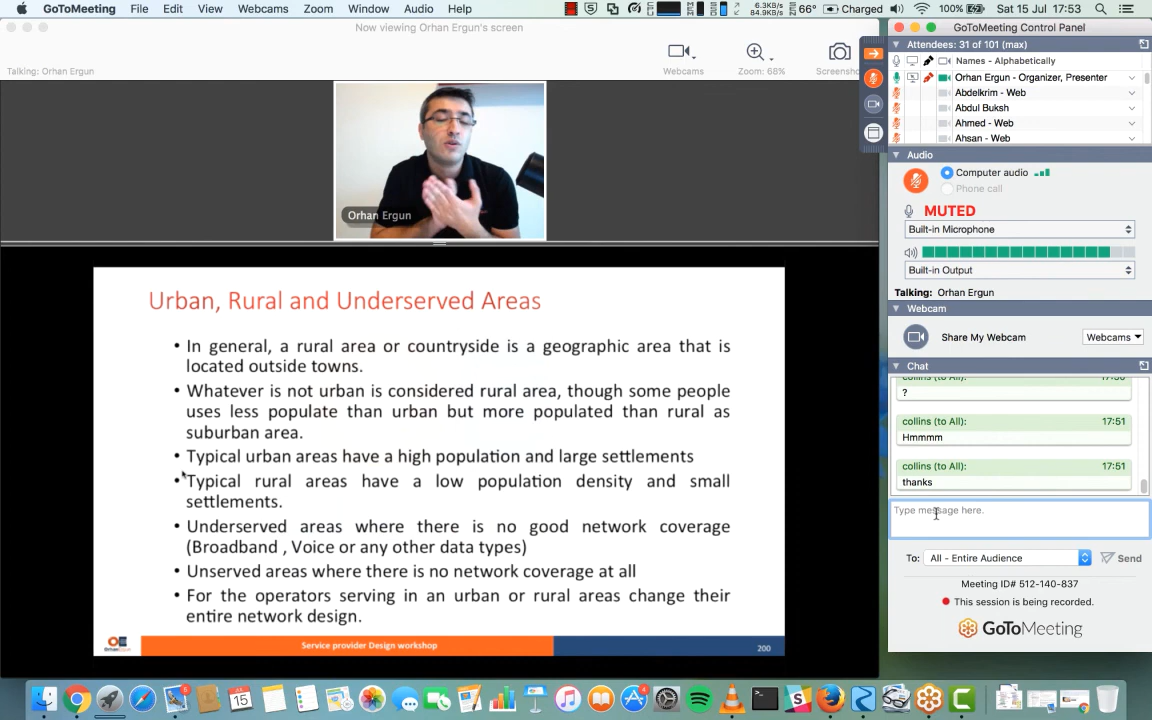 GoToMeeting File Edit View Webcams Zoom Window Audio Help
6.3KB/s
84.9KB/s
66° Charged 100% Sat 15 Jul 17:53
Now viewing Orhan Ergun's screen
Talking: Orhan Ergun
Webcams
Zoom: 68%
Orhan Ergun
Urban, Rural and Underserved Areas
• In general, a rural area or countryside is a geographic area that is
located outside towns.
• Whatever is not urban is considered rural area, though some people
uses less populate than urban but more populated than rural as
suburban area.
• Typical urban areas have a high population and large settlements
• Typical rural areas have a low population density and small
settlements.
• Underserved areas where there is no good network coverage
(Broadband , Voice or any other data types)
• Unserved areas where there is no network coverage at all
• For the operators serving in an urban or rural areas change their
entire network design.
Service provider Design workshop
200
GoToMeeting Control Panel
Attendees: 31 of 101 (max)
Names - Alphabetically
Orhan Ergun - Organizer, Presenter
Abdelkrim - Web
Abdul Buksh
Ahmed - Web
Ahsan - Web
Audio
Computer audio
Phone call
MUTED
Built-in Microphone
Built-in Output
Talking: Orhan Ergun
Webcam
Share My Webcam
Webcams
Chat
collins (to All):
?
collins (to All): 17:51
Hmmmm
collins (to All): 17:51
thanks
Type message here.
To: All - Entire Audience
Send
Meeting ID# 512-140-837
This session is being recorded.
GoToMeeting
15